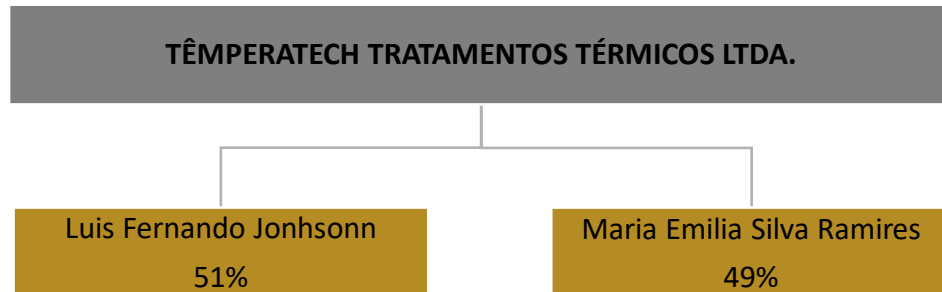 TÊMPERATECH TRATAMENTOS TÉRMICOS LTDA.
Luis Fernando Jonhsonn
51%
Maria Emilia Silva Ramires
49%